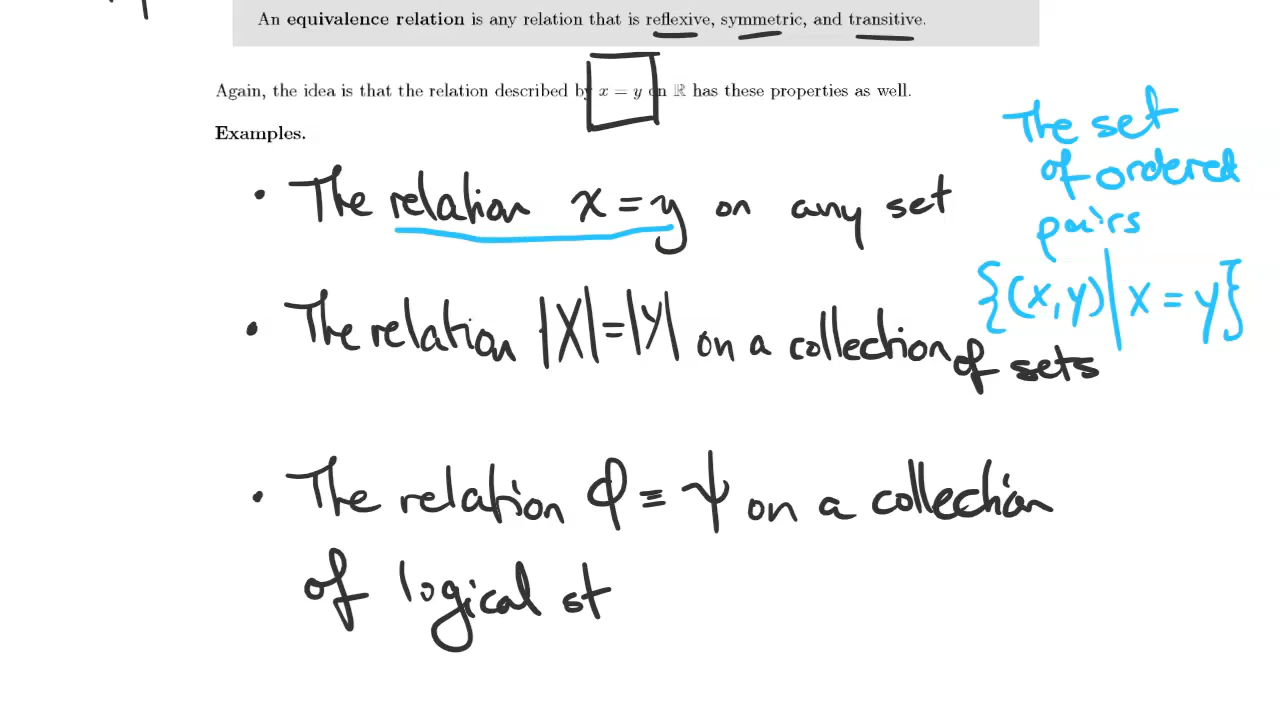 An equivalence relation is any relation that is reflexive, symmetric, and transitive.
Again, the idea is that the relation described by x = y on ℝ has these properties as well.
Examples.
• The relation x = y on any set
The set
of ordered
pairs
{(x, y) | x = y}
• The relation |X| = |Y| on a collection
of sets
• The relation φ ≡ ψ on a collection
of logical st